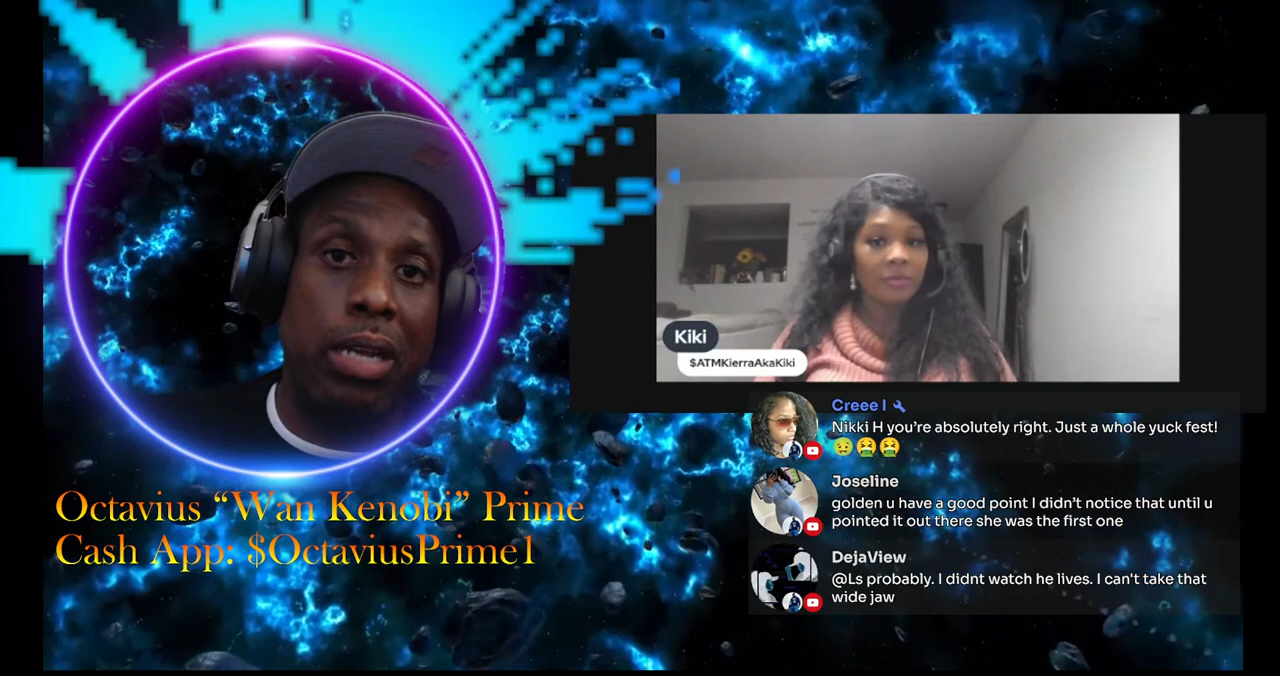 Kiki
$ATMKierraAkaKiki
Creee I
Nikki H you’re absolutely right. Just a whole yuck fest!
🤢🤮🤮
Joseline
golden u have a good point I didn’t notice that until u
pointed it out there she was the first one
DejaView
@Ls probably. I didnt watch he lives. I can't take that
wide jaw
Octavius “Wan Kenobi” Prime
Cash App: $OctaviusPrime1